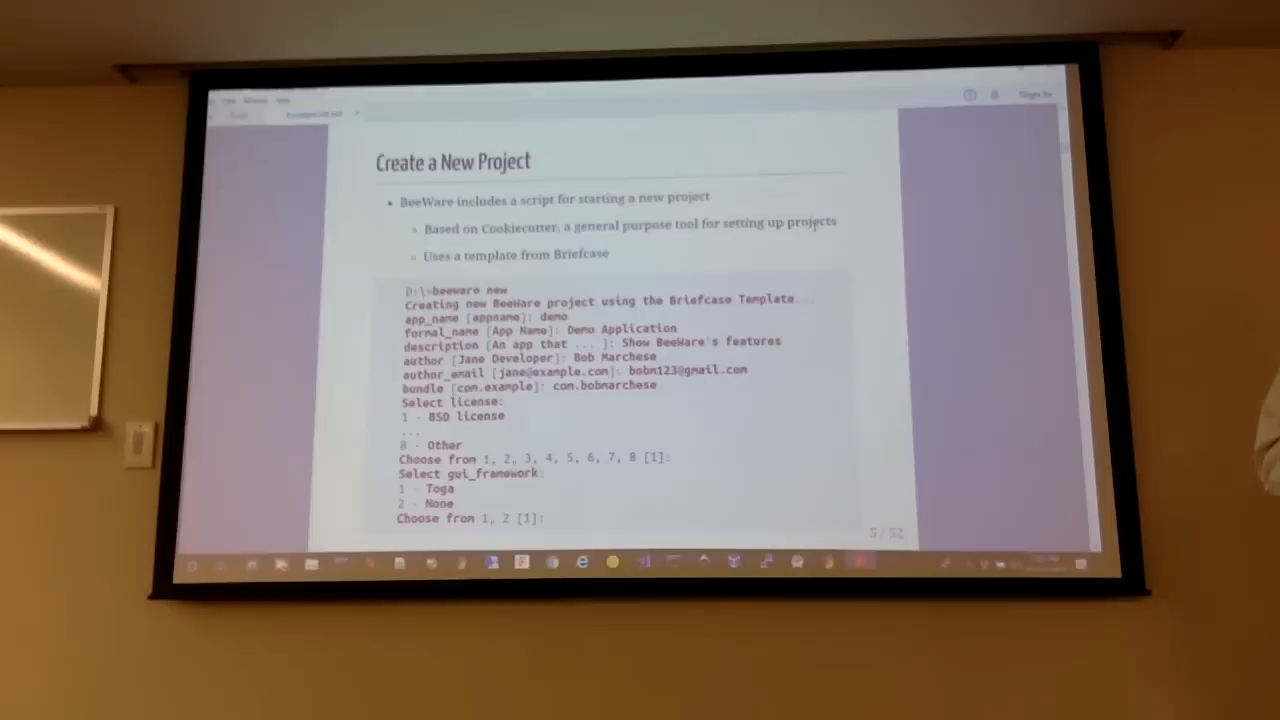 Sign In
Create a New Project
• BeeWare includes a script for starting a new project
◦ Based on Cookiecutter, a general purpose tool for setting up projects
◦ Uses a template from Briefcase
D:\>beeware new
Creating new BeeWare project using the Briefcase Template...
app_name [appname]: demo
formal_name [App Name]: Demo Application
description [An app that ... ]: Show BeeWare's features
author [Jane Developer]: Bob Marchese
author_email [jane@example.com]: bobm123@gmail.com
bundle [com.example]: com.bobmarchese
Select license:
1 - BSD license
...
8 - Other
Choose from 1, 2, 3, 4, 5, 6, 7, 8 [1]:
Select gui_framework:
1 - Toga
2 - None
Choose from 1, 2 [1]:
5 / 52